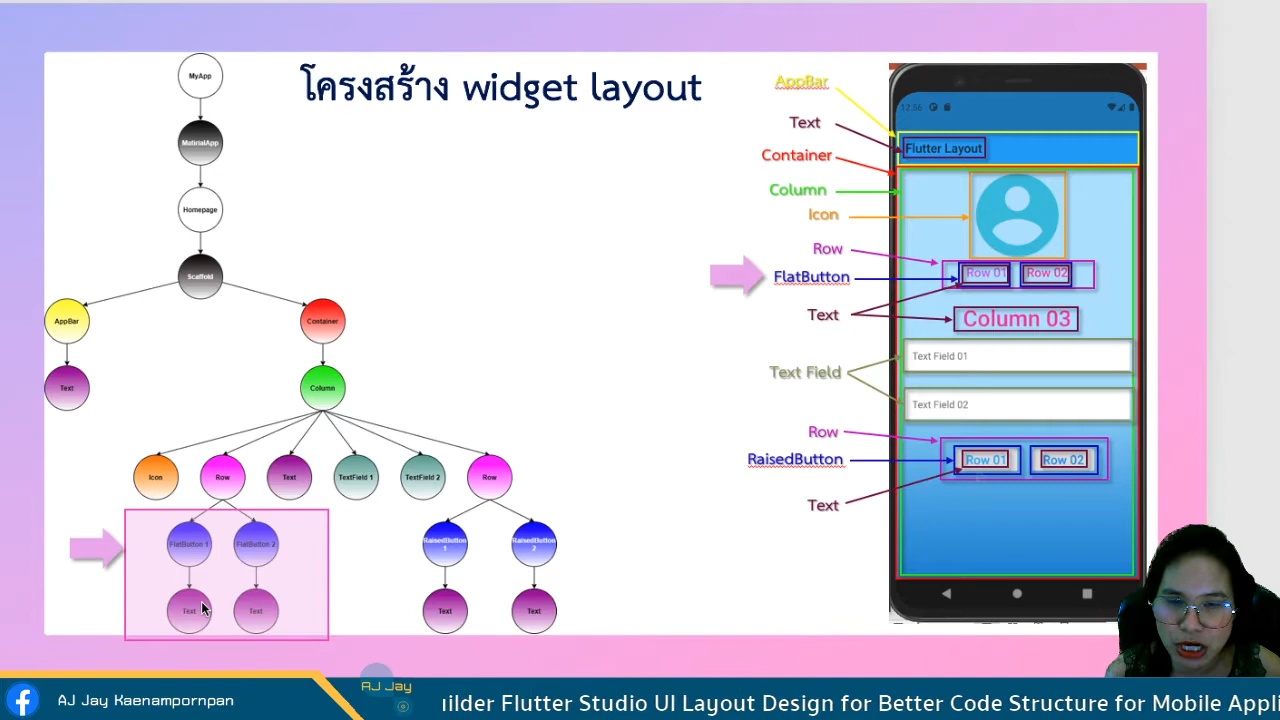 โครงสร้าง widget layout
MyApp
MatirialApp
Homepage
Scaffold
AppBar
Container
Text
Column
Icon
Row
Text
TextField 1
TextField 2
Row
FlatButton 1
FlatButton 2
RaisedButton 1
RaisedButton 2
Text
Text
Text
Text
AppBar
Text
Container
Column
Icon
Row
FlatButton
Text
Text Field
Row
RaisedButton
Text
12:36
Flutter Layout
Row 01
Row 02
Column 03
Text Field 01
Text Field 02
Row 01
Row 02
AJ Jay Kaenampornpan
AJ Jay
uilder Flutter Studio UI Layout Design for Better Code Structure for Mobile Appli